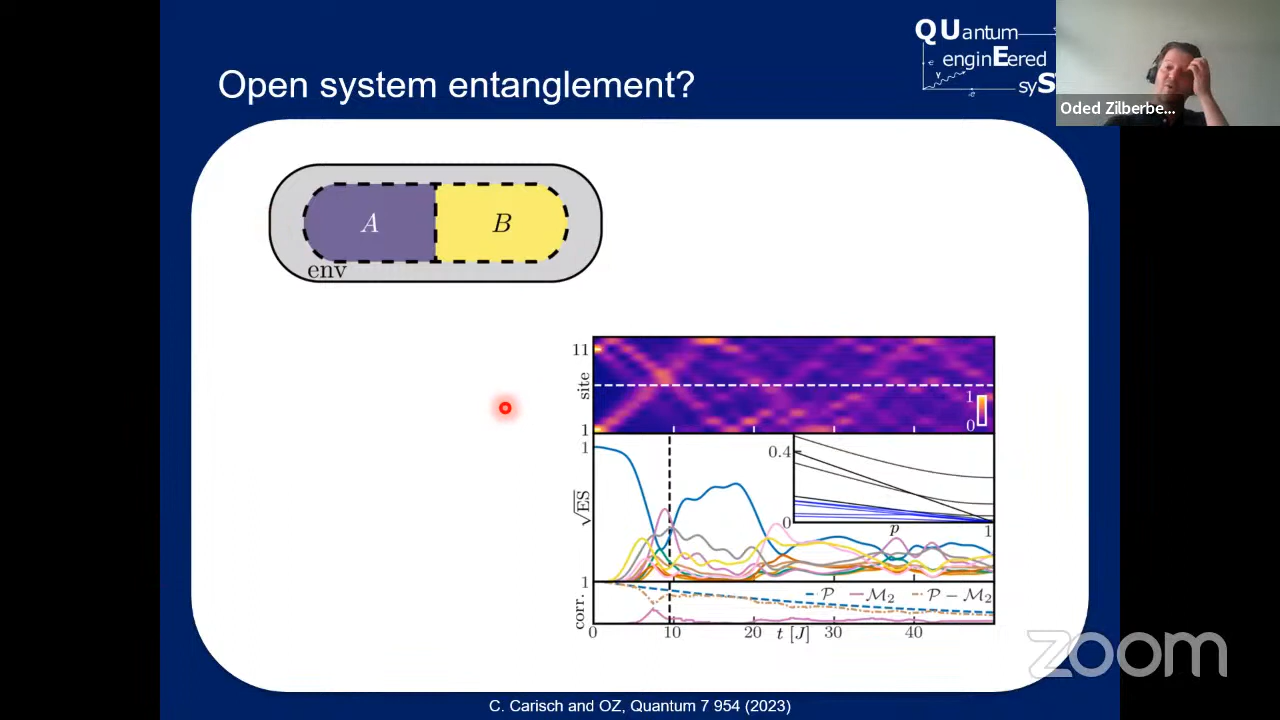 QUantum
enginEered
syS
Oded Zilberbe...
Open system entanglement?
A
B
env
11
site
1
1
0
1
√ES
0.4
0
p
1
1
corr.
P
M₂
P − M₂
0
10
20
t [J]
30
40
zoom
C. Carisch and OZ, Quantum 7 954 (2023)